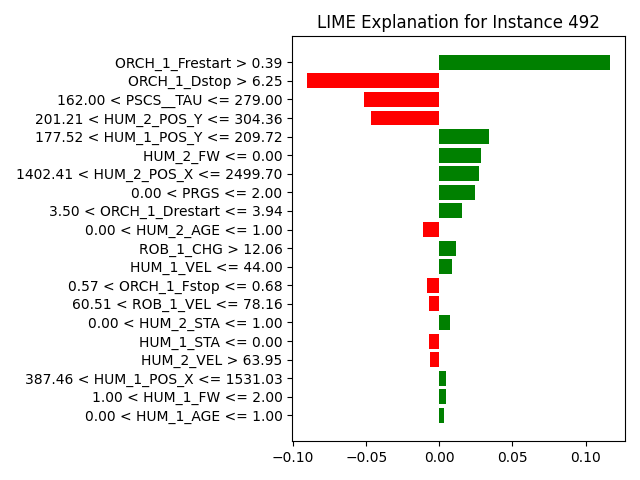 LIME Explanation for Instance 492
ORCH_1_Frestart > 0.39
ORCH_1_Dstop > 6.25
162.00 < PSCS__TAU <= 279.00
201.21 < HUM_2_POS_Y <= 304.36
177.52 < HUM_1_POS_Y <= 209.72
HUM_2_FW <= 0.00
1402.41 < HUM_2_POS_X <= 2499.70
0.00 < PRGS <= 2.00
3.50 < ORCH_1_Drestart <= 3.94
0.00 < HUM_2_AGE <= 1.00
ROB_1_CHG > 12.06
HUM_1_VEL <= 44.00
0.57 < ORCH_1_Fstop <= 0.68
60.51 < ROB_1_VEL <= 78.16
0.00 < HUM_2_STA <= 1.00
HUM_1_STA <= 0.00
HUM_2_VEL > 63.95
387.46 < HUM_1_POS_X <= 1531.03
1.00 < HUM_1_FW <= 2.00
0.00 < HUM_1_AGE <= 1.00
−0.10 −0.05 0.00 0.05 0.10